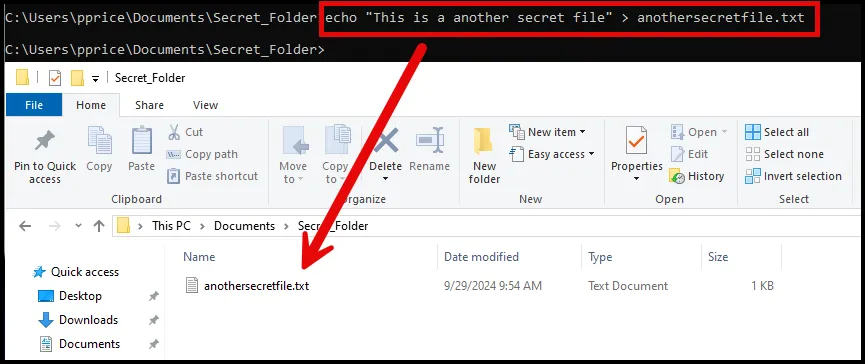 C:\Users\pprice\Documents\Secret_Folder>echo "This is a another secret file" > anothersecretfile.txt
C:\Users\pprice\Documents\Secret_Folder>
Secret_Folder
File Home Share View
Pin to Quick access
Copy
Paste
Cut
Copy path
Paste shortcut
Clipboard
Move to
Copy to
Delete
Rename
Organize
New folder
New item
Easy access
New
Properties
Open
Edit
History
Open
Select all
Select none
Invert selection
Select
This PC > Documents > Secret_Folder
Name Date modified Type Size
Quick access
Desktop
Downloads
Documents
anothersecretfile.txt 9/29/2024 9:54 AM Text Document 1 KB